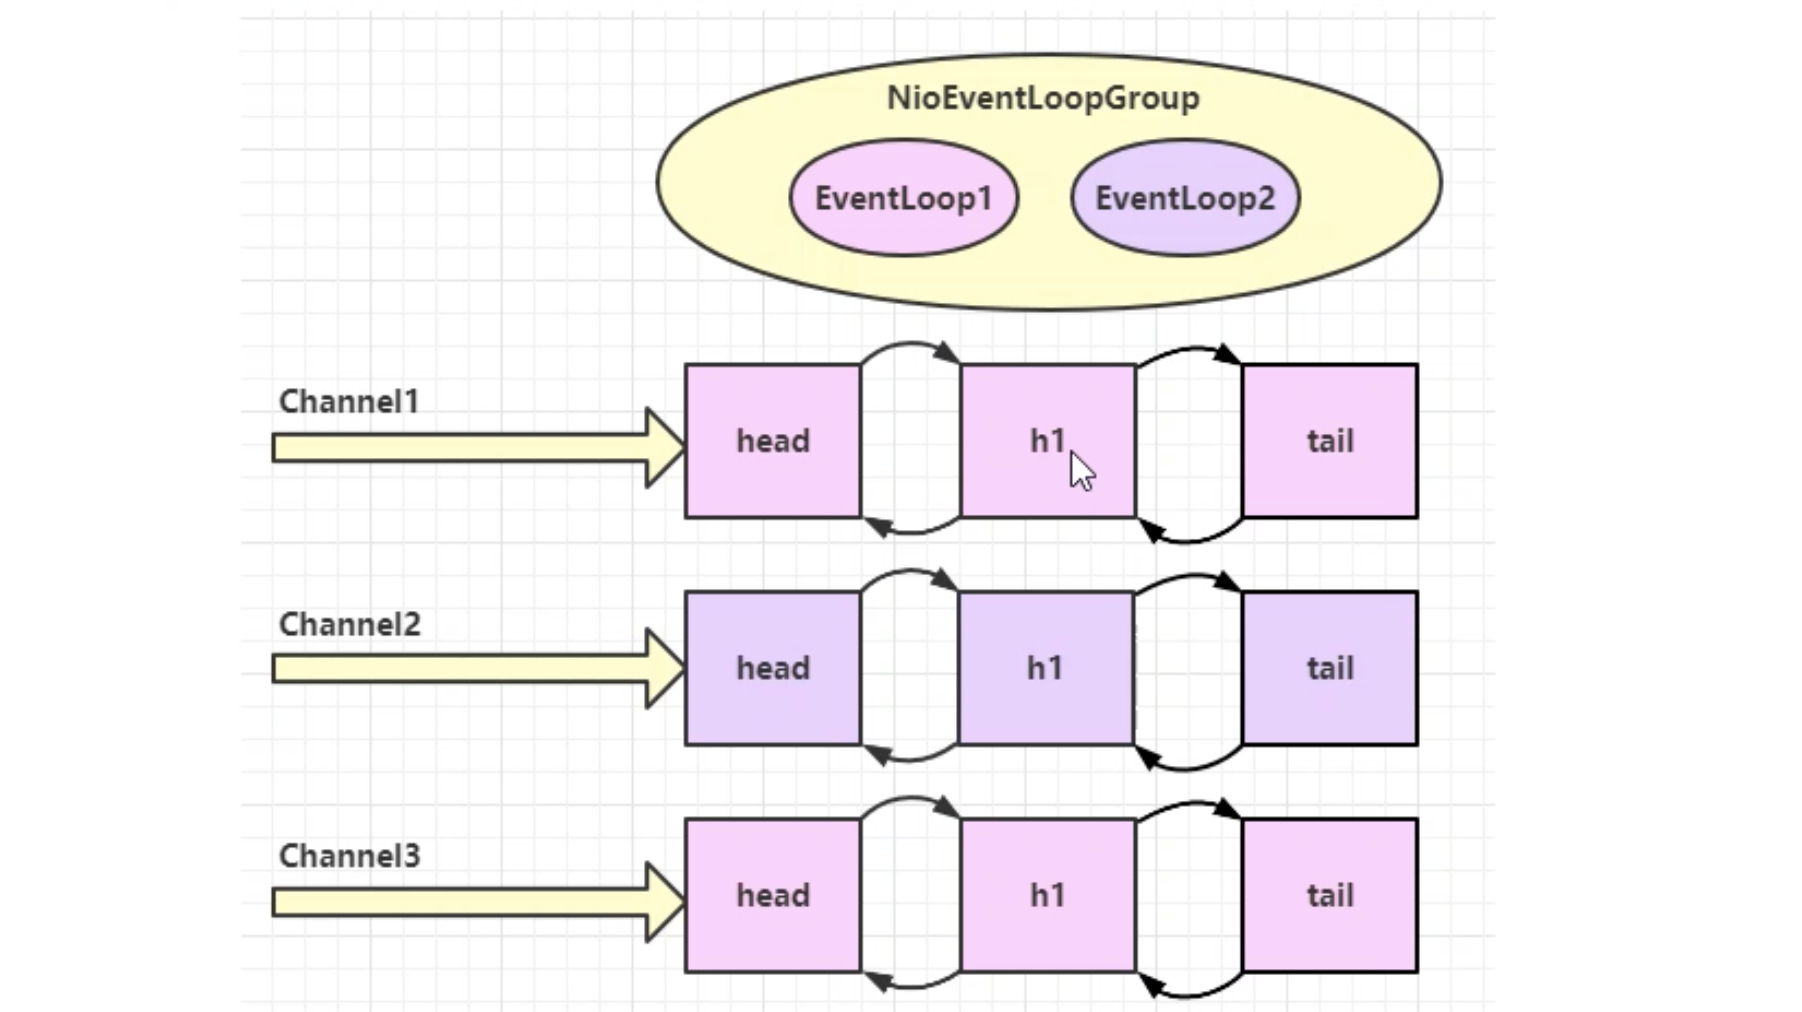 NioEventLoopGroup
EventLoop1 EventLoop2
Channel1
head h1 tail
Channel2
head h1 tail
Channel3
head h1 tail